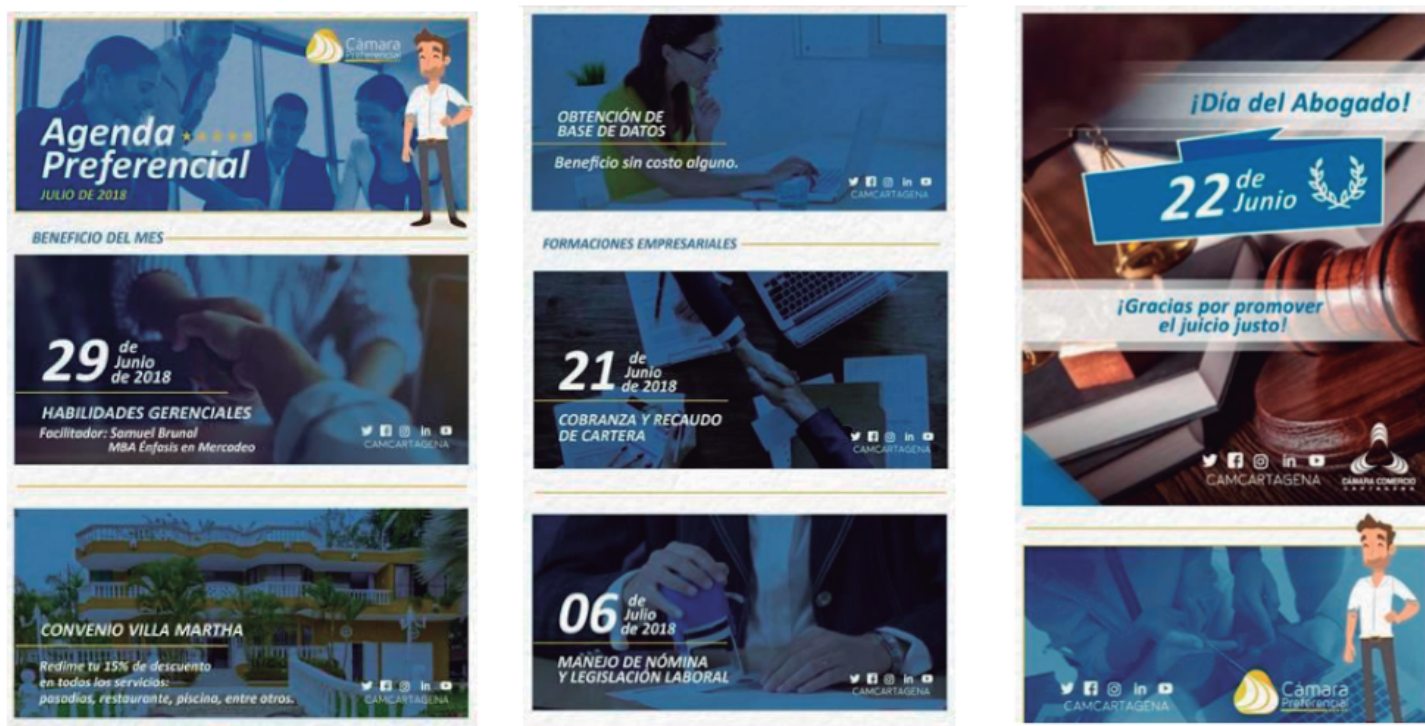 Cámara
Preferencial
Agenda
Preferencial
JULIO DE 2018
BENEFICIO DEL MES
29 de
Junio
de 2018
HABILIDADES GERENCIALES
Facilitador: Samuel Brunal
MBA Énfasis en Mercadeo
CAMCARTAGENA
CONVENIO VILLA MARTHA
Redime tu 15% de descuento
en todos los servicios:
pasadías, restaurante, piscina, entre otros.
CAMCARTAGENA
OBTENCIÓN DE
BASE DE DATOS
Beneficio sin costo alguno.
CAMCARTAGENA
FORMACIONES EMPRESARIALES
21 de
Junio
de 2018
COBRANZA Y RECAUDO
DE CARTERA
CAMCARTAGENA
06 de
Julio
de 2018
MANEJO DE NÓMINA
Y LEGISLACIÓN LABORAL
CAMCARTAGENA
¡Día del Abogado!
22 de
Junio
¡Gracias por promover
el juicio justo!
CAMCARTAGENA
CÁMARA COMERCIO
CARTAGENA
CAMCARTAGENA
Cámara
Preferencial